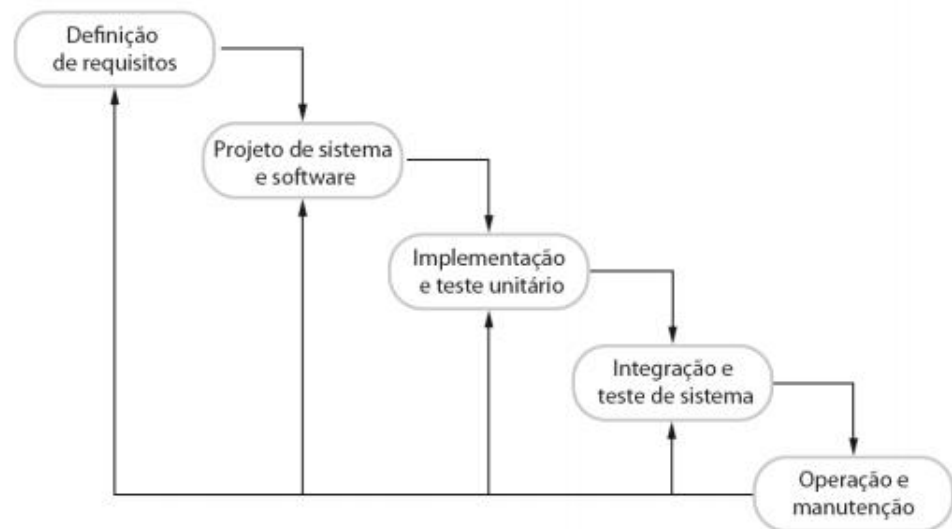 Definição
de requisitos
Projeto de sistema
e software
Implementação
e teste unitário
Integração e
teste de sistema
Operação e
manutenção